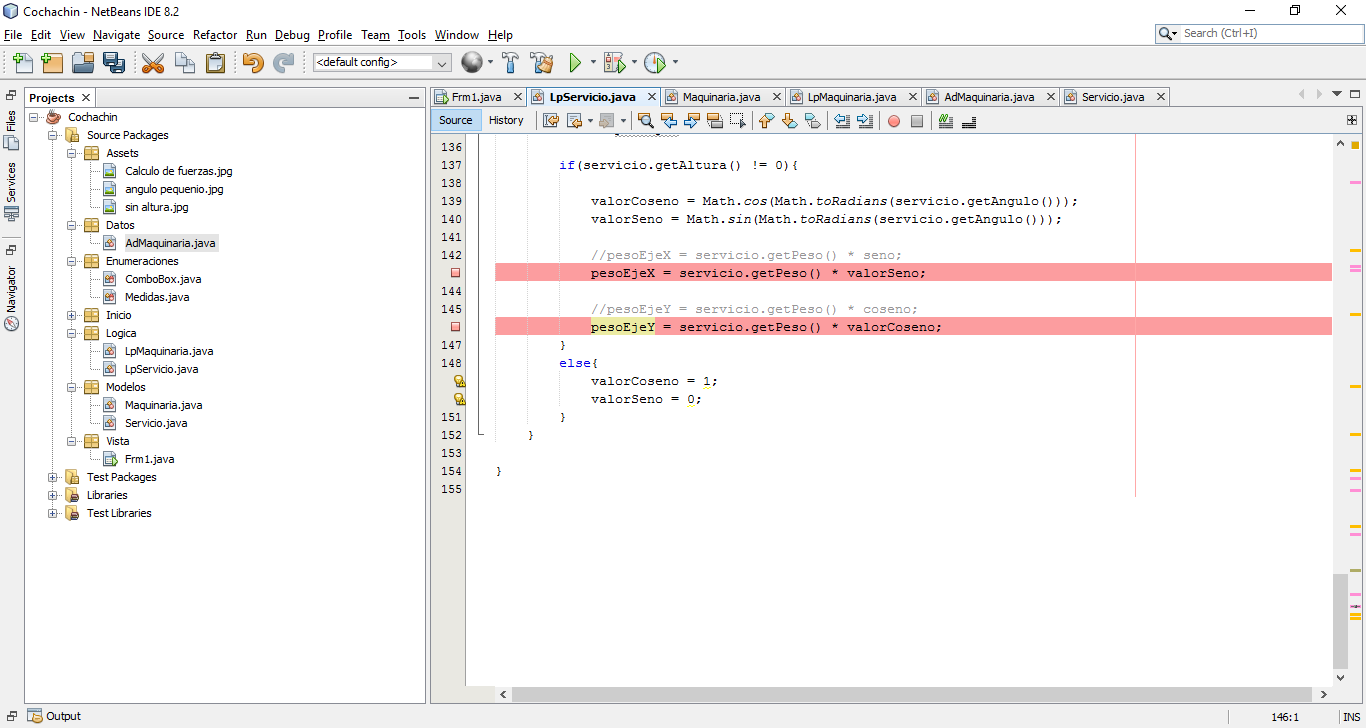 Cochachin - NetBeans IDE 8.2
File Edit View Navigate Source Refactor Run Debug Profile Team Tools Window Help
Search (Ctrl+I)
<default config>
Files
Services
Navigator
Projects
Cochachin
Source Packages
Assets
Calculo de fuerzas.jpg
angulo pequenio.jpg
sin altura.jpg
Datos
AdMaquinaria.java
Enumeraciones
ComboBox.java
Medidas.java
Inicio
Logica
LpMaquinaria.java
LpServicio.java
Modelos
Maquinaria.java
Servicio.java
Vista
Frm1.java
Test Packages
Libraries
Test Libraries
Frm1.java LpServicio.java Maquinaria.java LpMaquinaria.java AdMaquinaria.java Servicio.java
Source History
136
137 if(servicio.getAltura() != 0){
138
139 valorCoseno = Math.cos(Math.toRadians(servicio.getAngulo()));
140 valorSeno = Math.sin(Math.toRadians(servicio.getAngulo()));
141
142 //pesoEjeX = servicio.getPeso() * seno;
pesoEjeX = servicio.getPeso() * valorSeno;
144
145 //pesoEjeY = servicio.getPeso() * coseno;
pesoEjeY = servicio.getPeso() * valorCoseno;
147 }
148 else{
valorCoseno = 1;
valorSeno = 0;
151 }
152 }
153
154 }
155
Output
146:1 INS